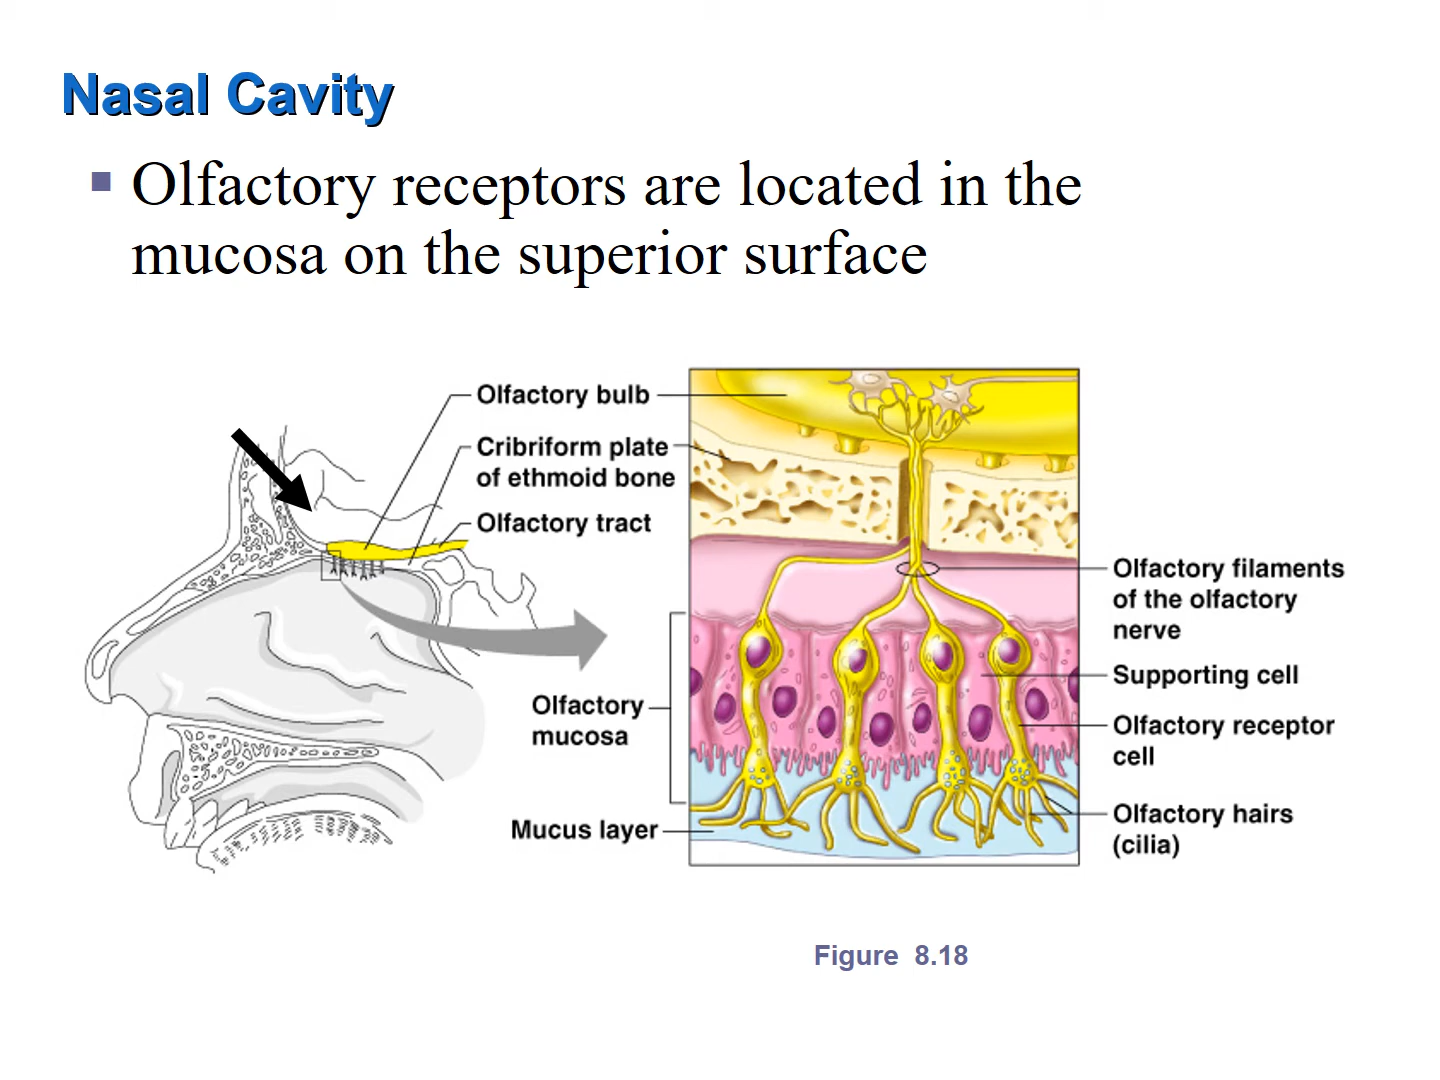 Nasal Cavity
Olfactory receptors are located in the
mucosa on the superior surface
Olfactory bulb
Cribriform plate
of ethmoid bone
Olfactory tract
Olfactory
mucosa
Mucus layer
Olfactory filaments
of the olfactory
nerve
Supporting cell
Olfactory receptor
cell
Olfactory hairs
(cilia)
Figure 8.18